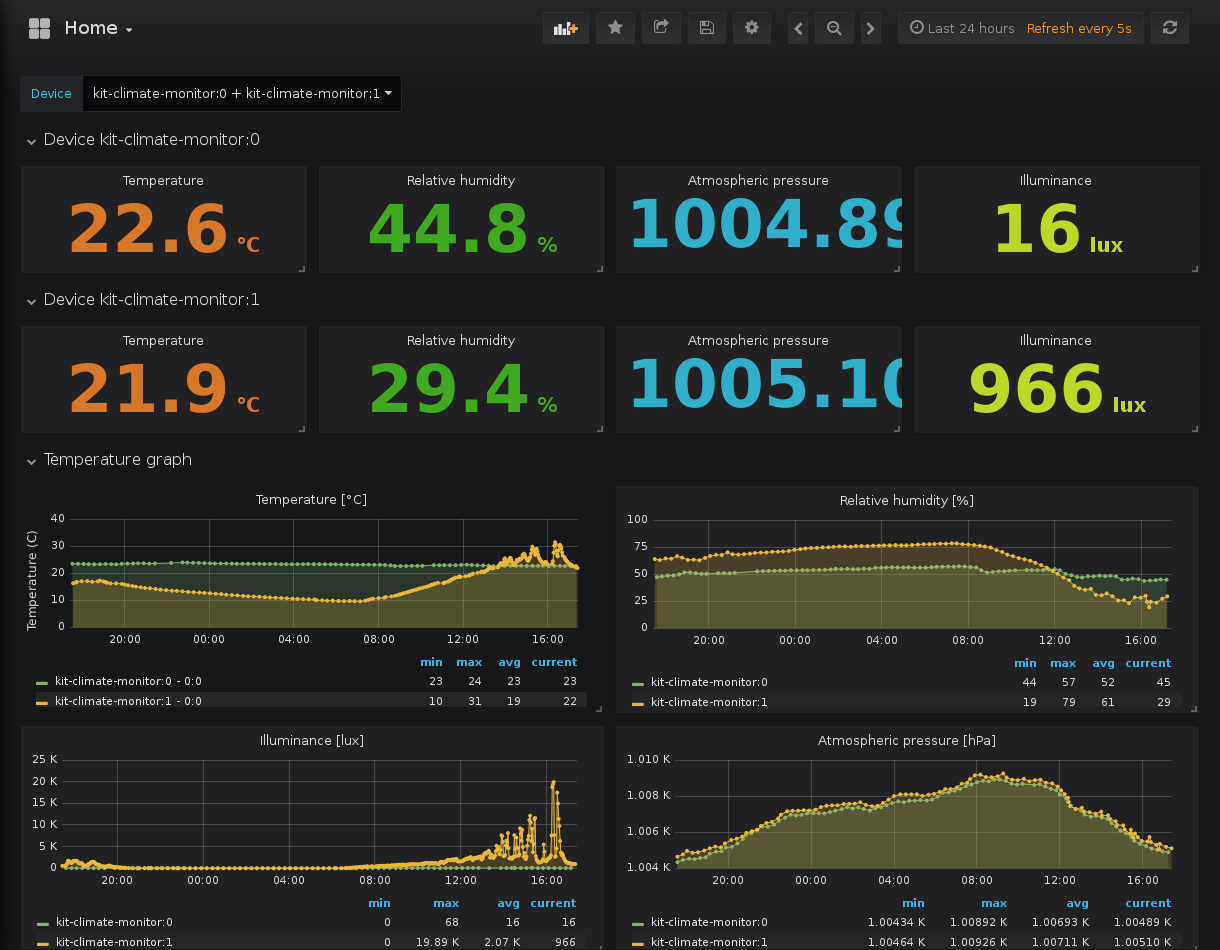 Home
Last 24 hours Refresh every 5s
Device kit-climate-monitor:0 + kit-climate-monitor:1
Device kit-climate-monitor:0
Temperature Relative humidity Atmospheric pressure Illuminance
22.6 °C 44.8 % 1004.89 16 lux
Device kit-climate-monitor:1
Temperature Relative humidity Atmospheric pressure Illuminance
21.9 °C 29.4 % 1005.10 966 lux
Temperature graph
Temperature [°C]
Temperature (C)
40
30
20
10
0
20:00 00:00 04:00 08:00 12:00 16:00
min max avg current
kit-climate-monitor:0 - 0:0 23 24 23 23
kit-climate-monitor:1 - 0:0 10 31 19 22
Relative humidity [%]
100
75
50
25
0
20:00 00:00 04:00 08:00 12:00 16:00
min max avg current
kit-climate-monitor:0 44 57 52 45
kit-climate-monitor:1 19 79 61 29
Illuminance [lux]
25 K
20 K
15 K
10 K
5 K
0
20:00 00:00 04:00 08:00 12:00 16:00
min max avg current
kit-climate-monitor:0 0 68 16 16
kit-climate-monitor:1 0 19.89 K 2.07 K 966
Atmospheric pressure [hPa]
1.010 K
1.008 K
1.006 K
1.004 K
20:00 00:00 04:00 08:00 12:00 16:00
min max avg current
kit-climate-monitor:0 1.00434 K 1.00892 K 1.00693 K 1.00489 K
kit-climate-monitor:1 1.00464 K 1.00926 K 1.00711 K 1.00510 K